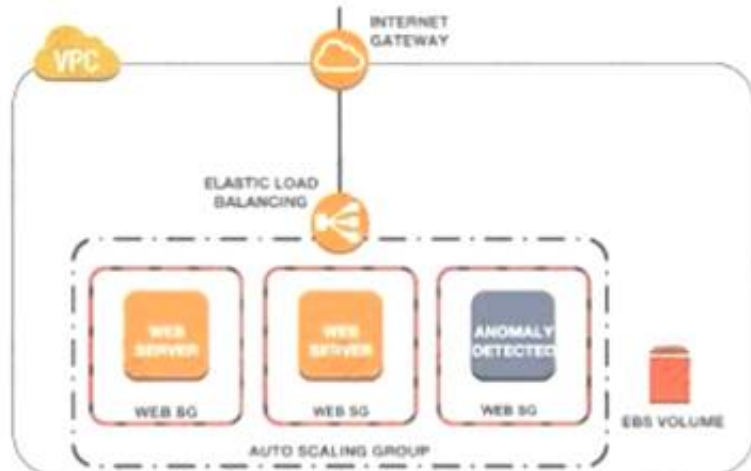 INTERNET
GATEWAY
VPC
ELASTIC LOAD
BALANCING
WEB
SERVER
WEB
SERVER
ANOMALY
DETECTED
WEB SG
WEB SG
WEB SG
EBS VOLUME
AUTO SCALING GROUP